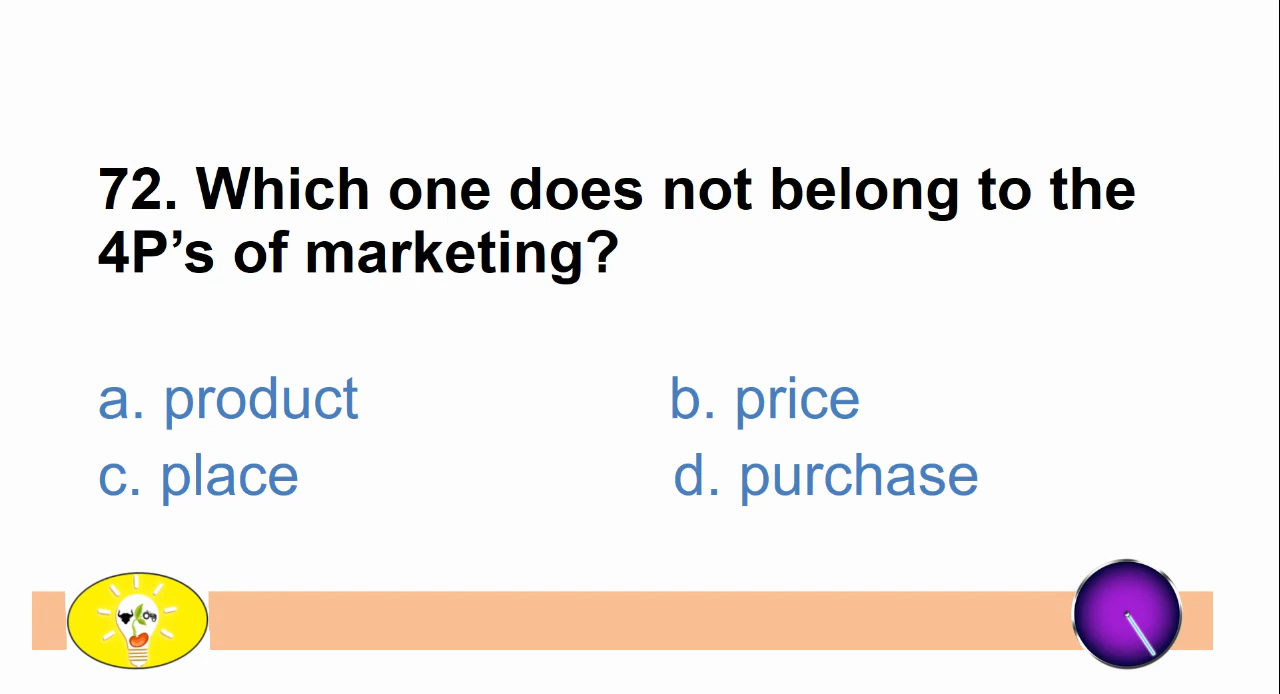 72. Which one does not belong to the
4P’s of marketing?
a. product b. price
c. place d. purchase